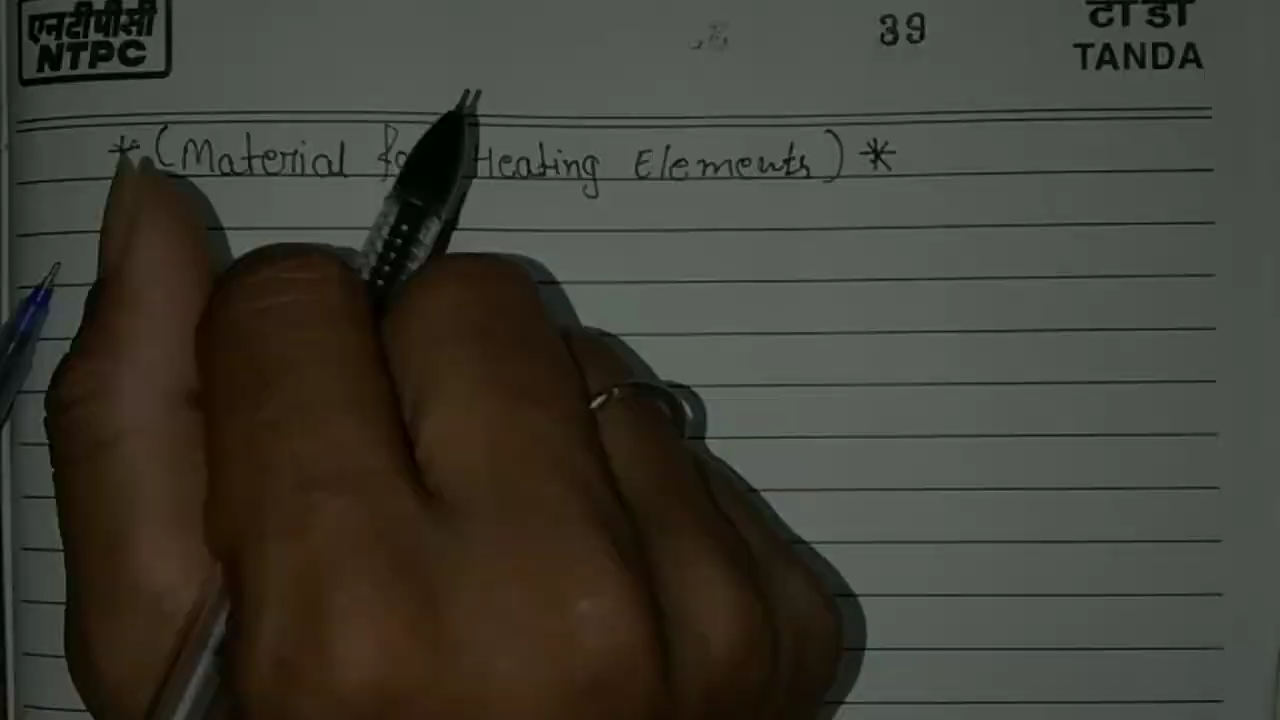 एनटीपीसी
NTPC
39
टांडा
TANDA
*(Material Heating Elements)*